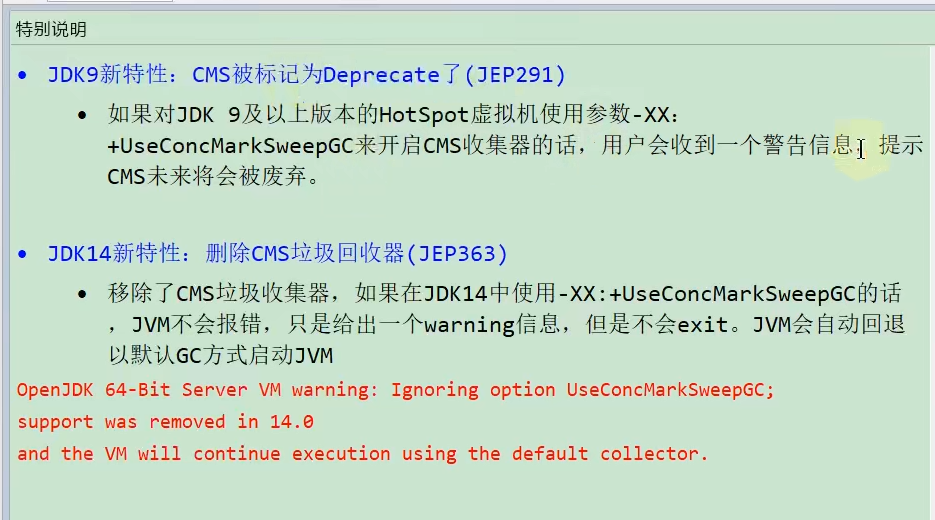 特别说明
• JDK9新特性：CMS被标记为Deprecate了(JEP291)
• 如果对JDK 9及以上版本的HotSpot虚拟机使用参数-XX：
+UseConcMarkSweepGC来开启CMS收集器的话，用户会收到一个警告信息，提示
CMS未来将会被废弃。
• JDK14新特性：删除CMS垃圾回收器(JEP363)
• 移除了CMS垃圾收集器，如果在JDK14中使用-XX:+UseConcMarkSweepGC的话
，JVM不会报错，只是给出一个warning信息，但是不会exit。JVM会自动回退
以默认GC方式启动JVM
OpenJDK 64-Bit Server VM warning: Ignoring option UseConcMarkSweepGC;
support was removed in 14.0
and the VM will continue execution using the default collector.